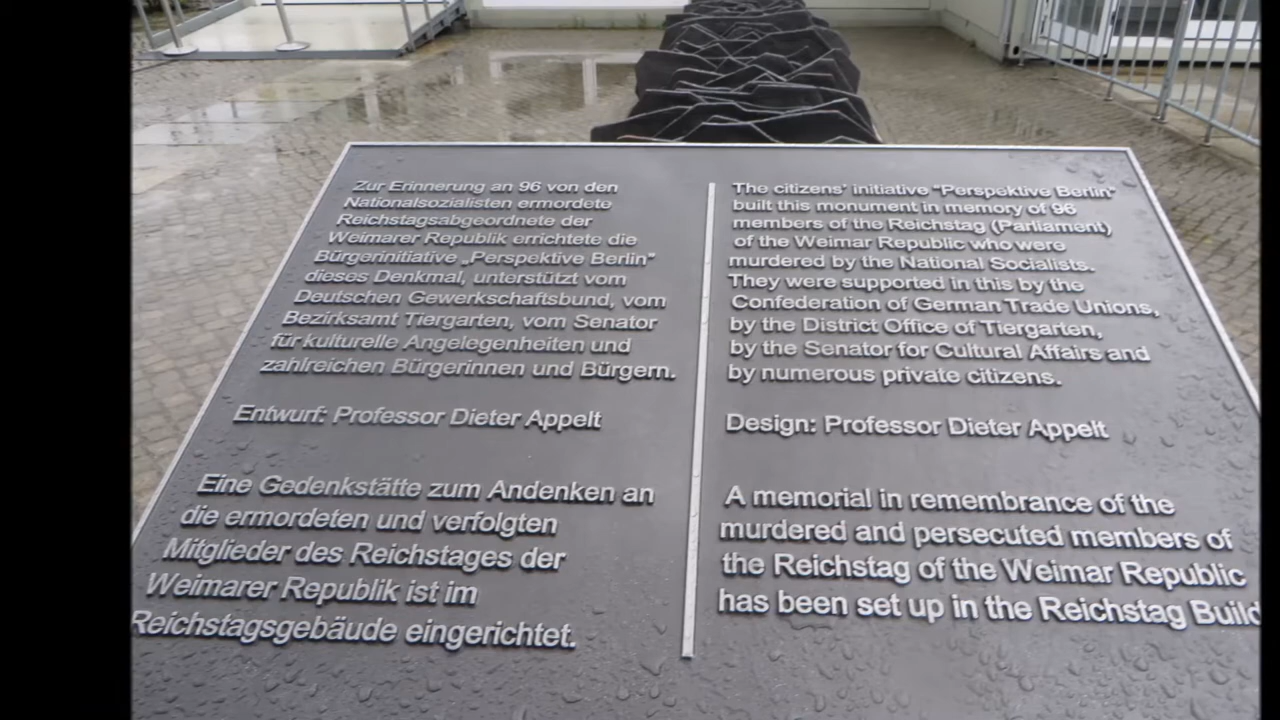 Zur Erinnerung an 96 von den
Nationalsozialisten ermordete
Reichstagsabgeordnete der
Weimarer Republik errichtete die
Bürgerinitiative „Perspektive Berlin"
dieses Denkmal, unterstützt vom
Deutschen Gewerkschaftsbund, vom
Bezirksamt Tiergarten, vom Senator
für kulturelle Angelegenheiten und
zahlreichen Bürgerinnen und Bürgern.
Entwurf: Professor Dieter Appelt
Eine Gedenkstätte zum Andenken an
die ermordeten und verfolgten
Mitglieder des Reichstages der
Weimarer Republik ist im
Reichstagsgebäude eingerichtet.
The citizens' initiative "Perspektive Berlin"
built this monument in memory of 96
members of the Reichstag (Parliament)
of the Weimar Republic who were
murdered by the National Socialists.
They were supported in this by the
Confederation of German Trade Unions,
by the District Office of Tiergarten,
by the Senator for Cultural Affairs and
by numerous private citizens.
Design: Professor Dieter Appelt
A memorial in remembrance of the
murdered and persecuted members of
the Reichstag of the Weimar Republic
has been set up in the Reichstag Build